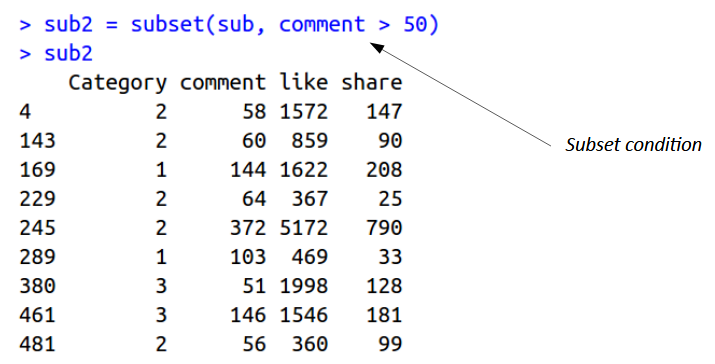 > sub2 = subset(sub, comment > 50)
> sub2
Category comment like share
4 2 58 1572 147
143 2 60 859 90
169 1 144 1622 208
229 2 64 367 25
245 2 372 5172 790
289 1 103 469 33
380 3 51 1998 128
461 3 146 1546 181
481 2 56 360 99
Subset condition